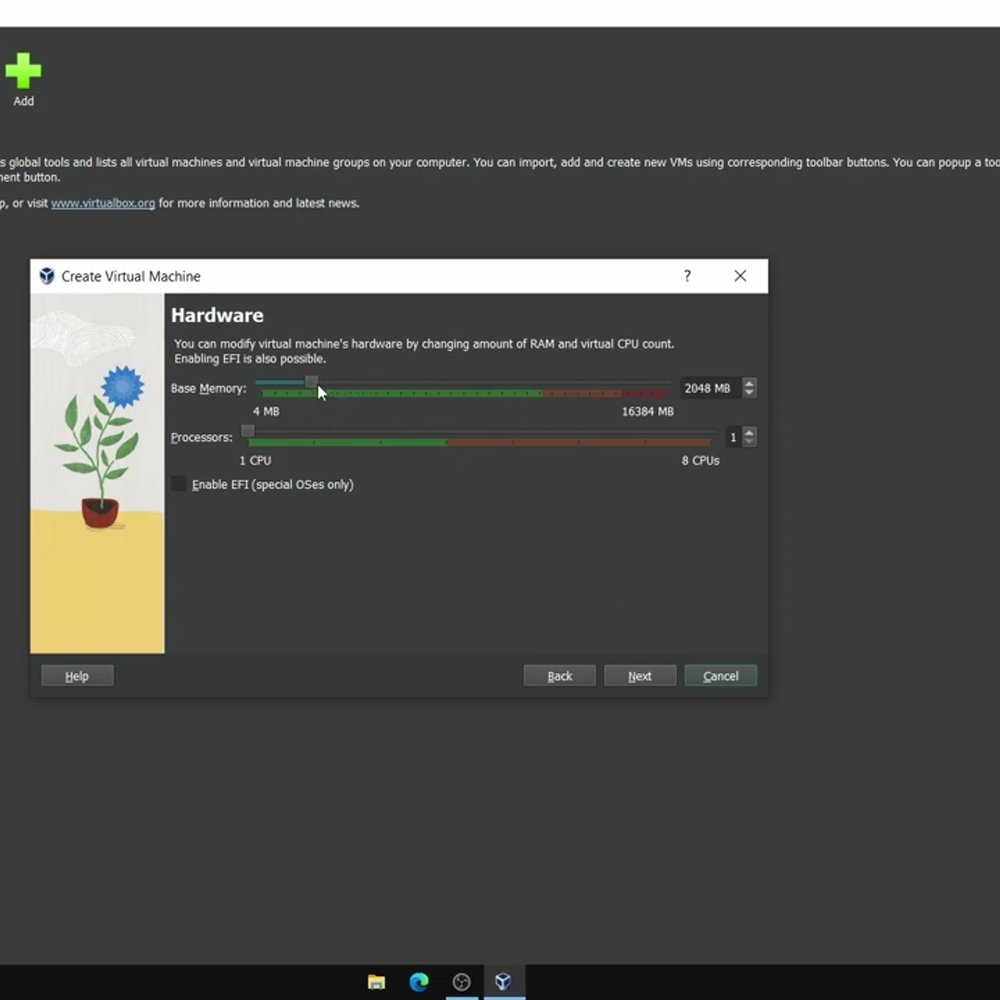 Add
s global tools and lists all virtual machines and virtual machine groups on your computer. You can import, add and create new VMs using corresponding toolbar buttons. You can popup a
nent button.
p, or visit www.virtualbox.org for more information and latest news.
Create Virtual Machine
?
Hardware
You can modify virtual machine's hardware by changing amount of RAM and virtual CPU count.
Enabling EFI is also possible.
Base Memory:
2048 MB
4 MB
16384 MB
Processors:
1
1 CPU
8 CPUs
Enable EFI (special OSes only)
Help
Back
Next
Cancel